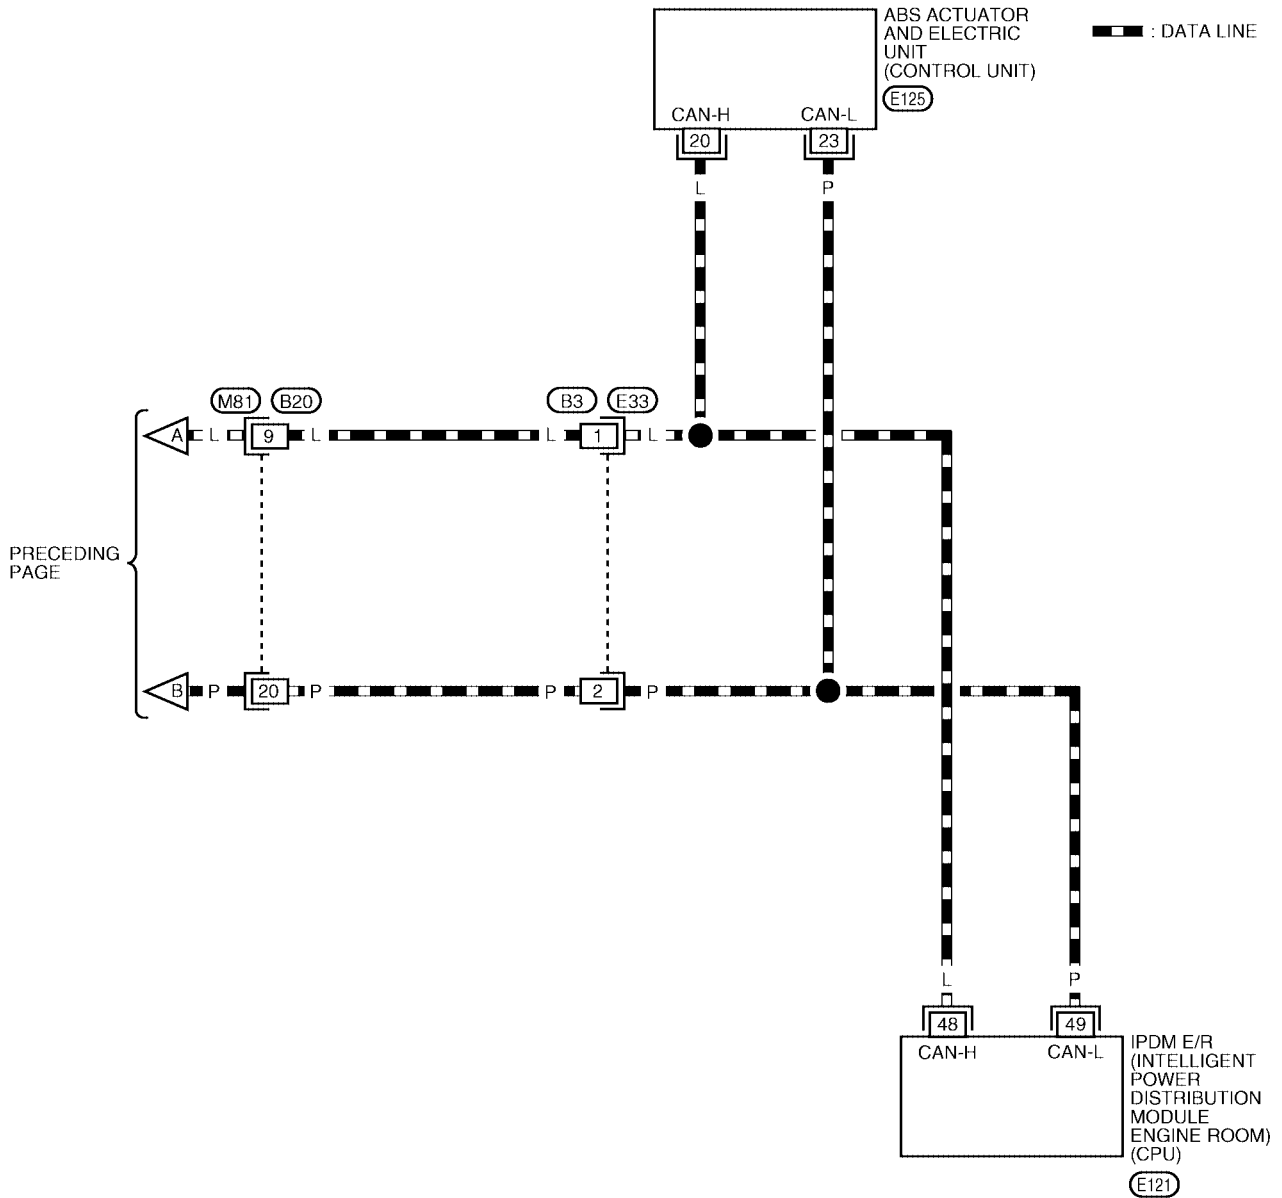 ABS ACTUATOR
AND ELECTRIC
UNIT
(CONTROL UNIT)
E125
: DATA LINE
CAN-H
CAN-L
20
23
L
P
M81
B20
B3
E33
A
L
9
L
L
1
L
PRECEDING
PAGE
B
P
20
P
P
2
P
L
P
48
49
CAN-H
CAN-L
IPDM E/R
(INTELLIGENT
POWER
DISTRIBUTION
MODULE
ENGINE ROOM)
(CPU)
E121